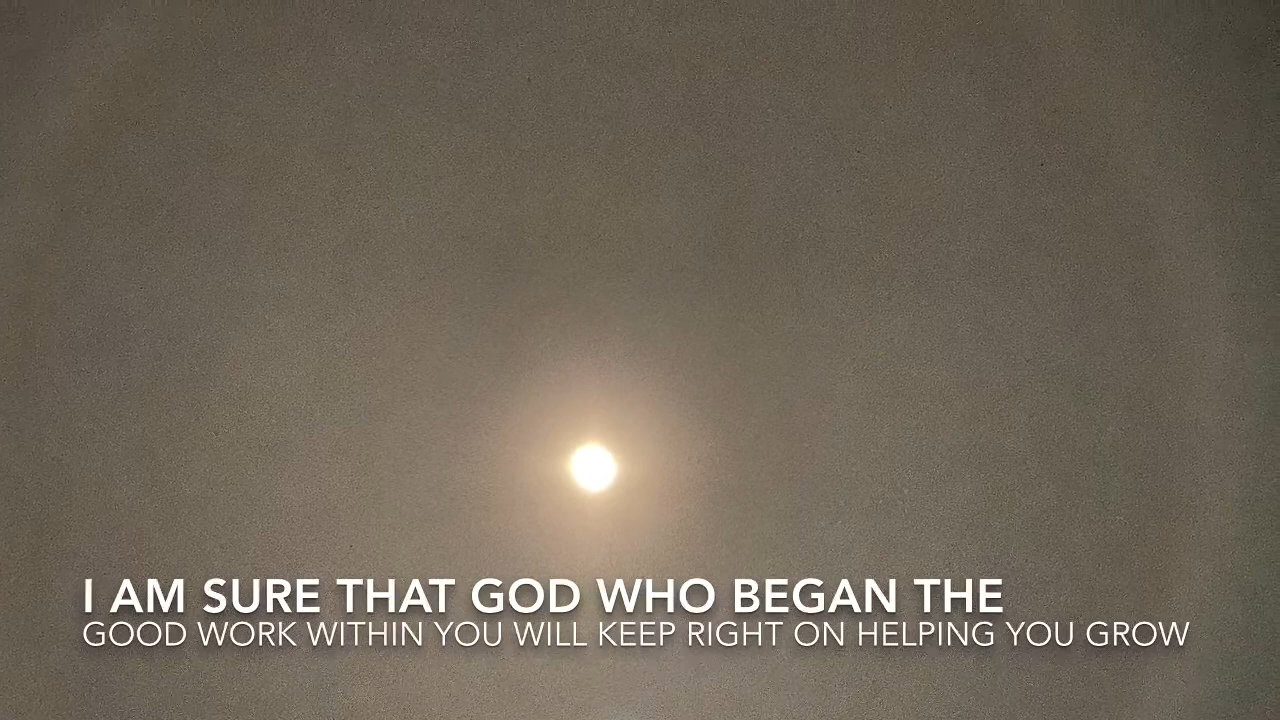 I AM SURE THAT GOD WHO BEGAN THE
GOOD WORK WITHIN YOU WILL KEEP RIGHT ON HELPING YOU GROW